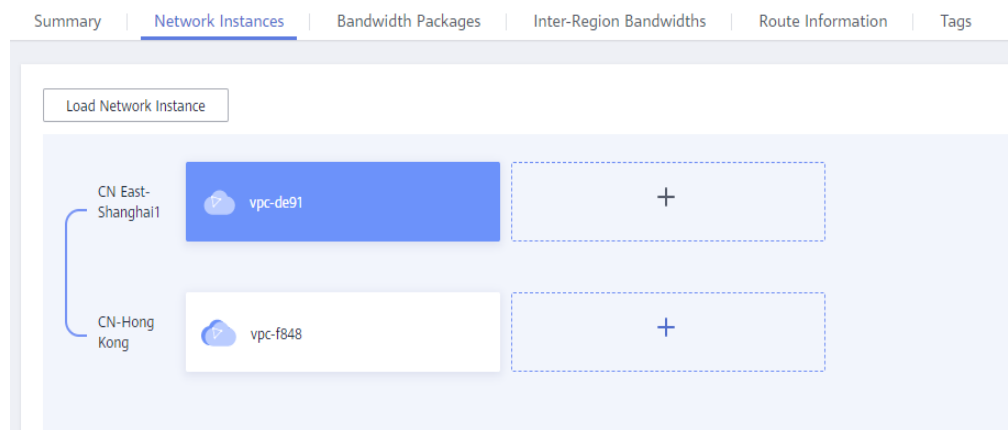 Summary Network Instances Bandwidth Packages Inter-Region Bandwidths Route Information Tags
Load Network Instance
CN East-
Shanghai1
vpc-de91
CN-Hong
Kong
vpc-f848